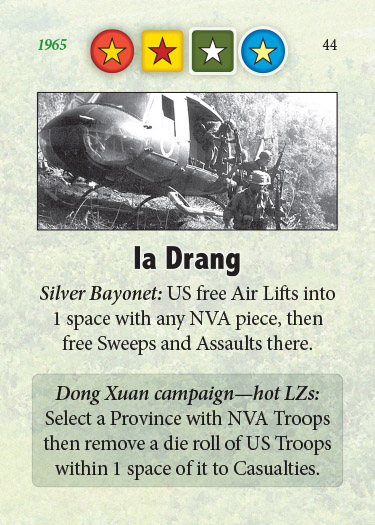 1965 44
Ia Drang
Silver Bayonet: US free Air Lifts into
1 space with any NVA piece, then
free Sweeps and Assaults there.
Dong Xuan campaign—hot LZs:
Select a Province with NVA Troops
then remove a die roll of US Troops
within 1 space of it to Casualties.